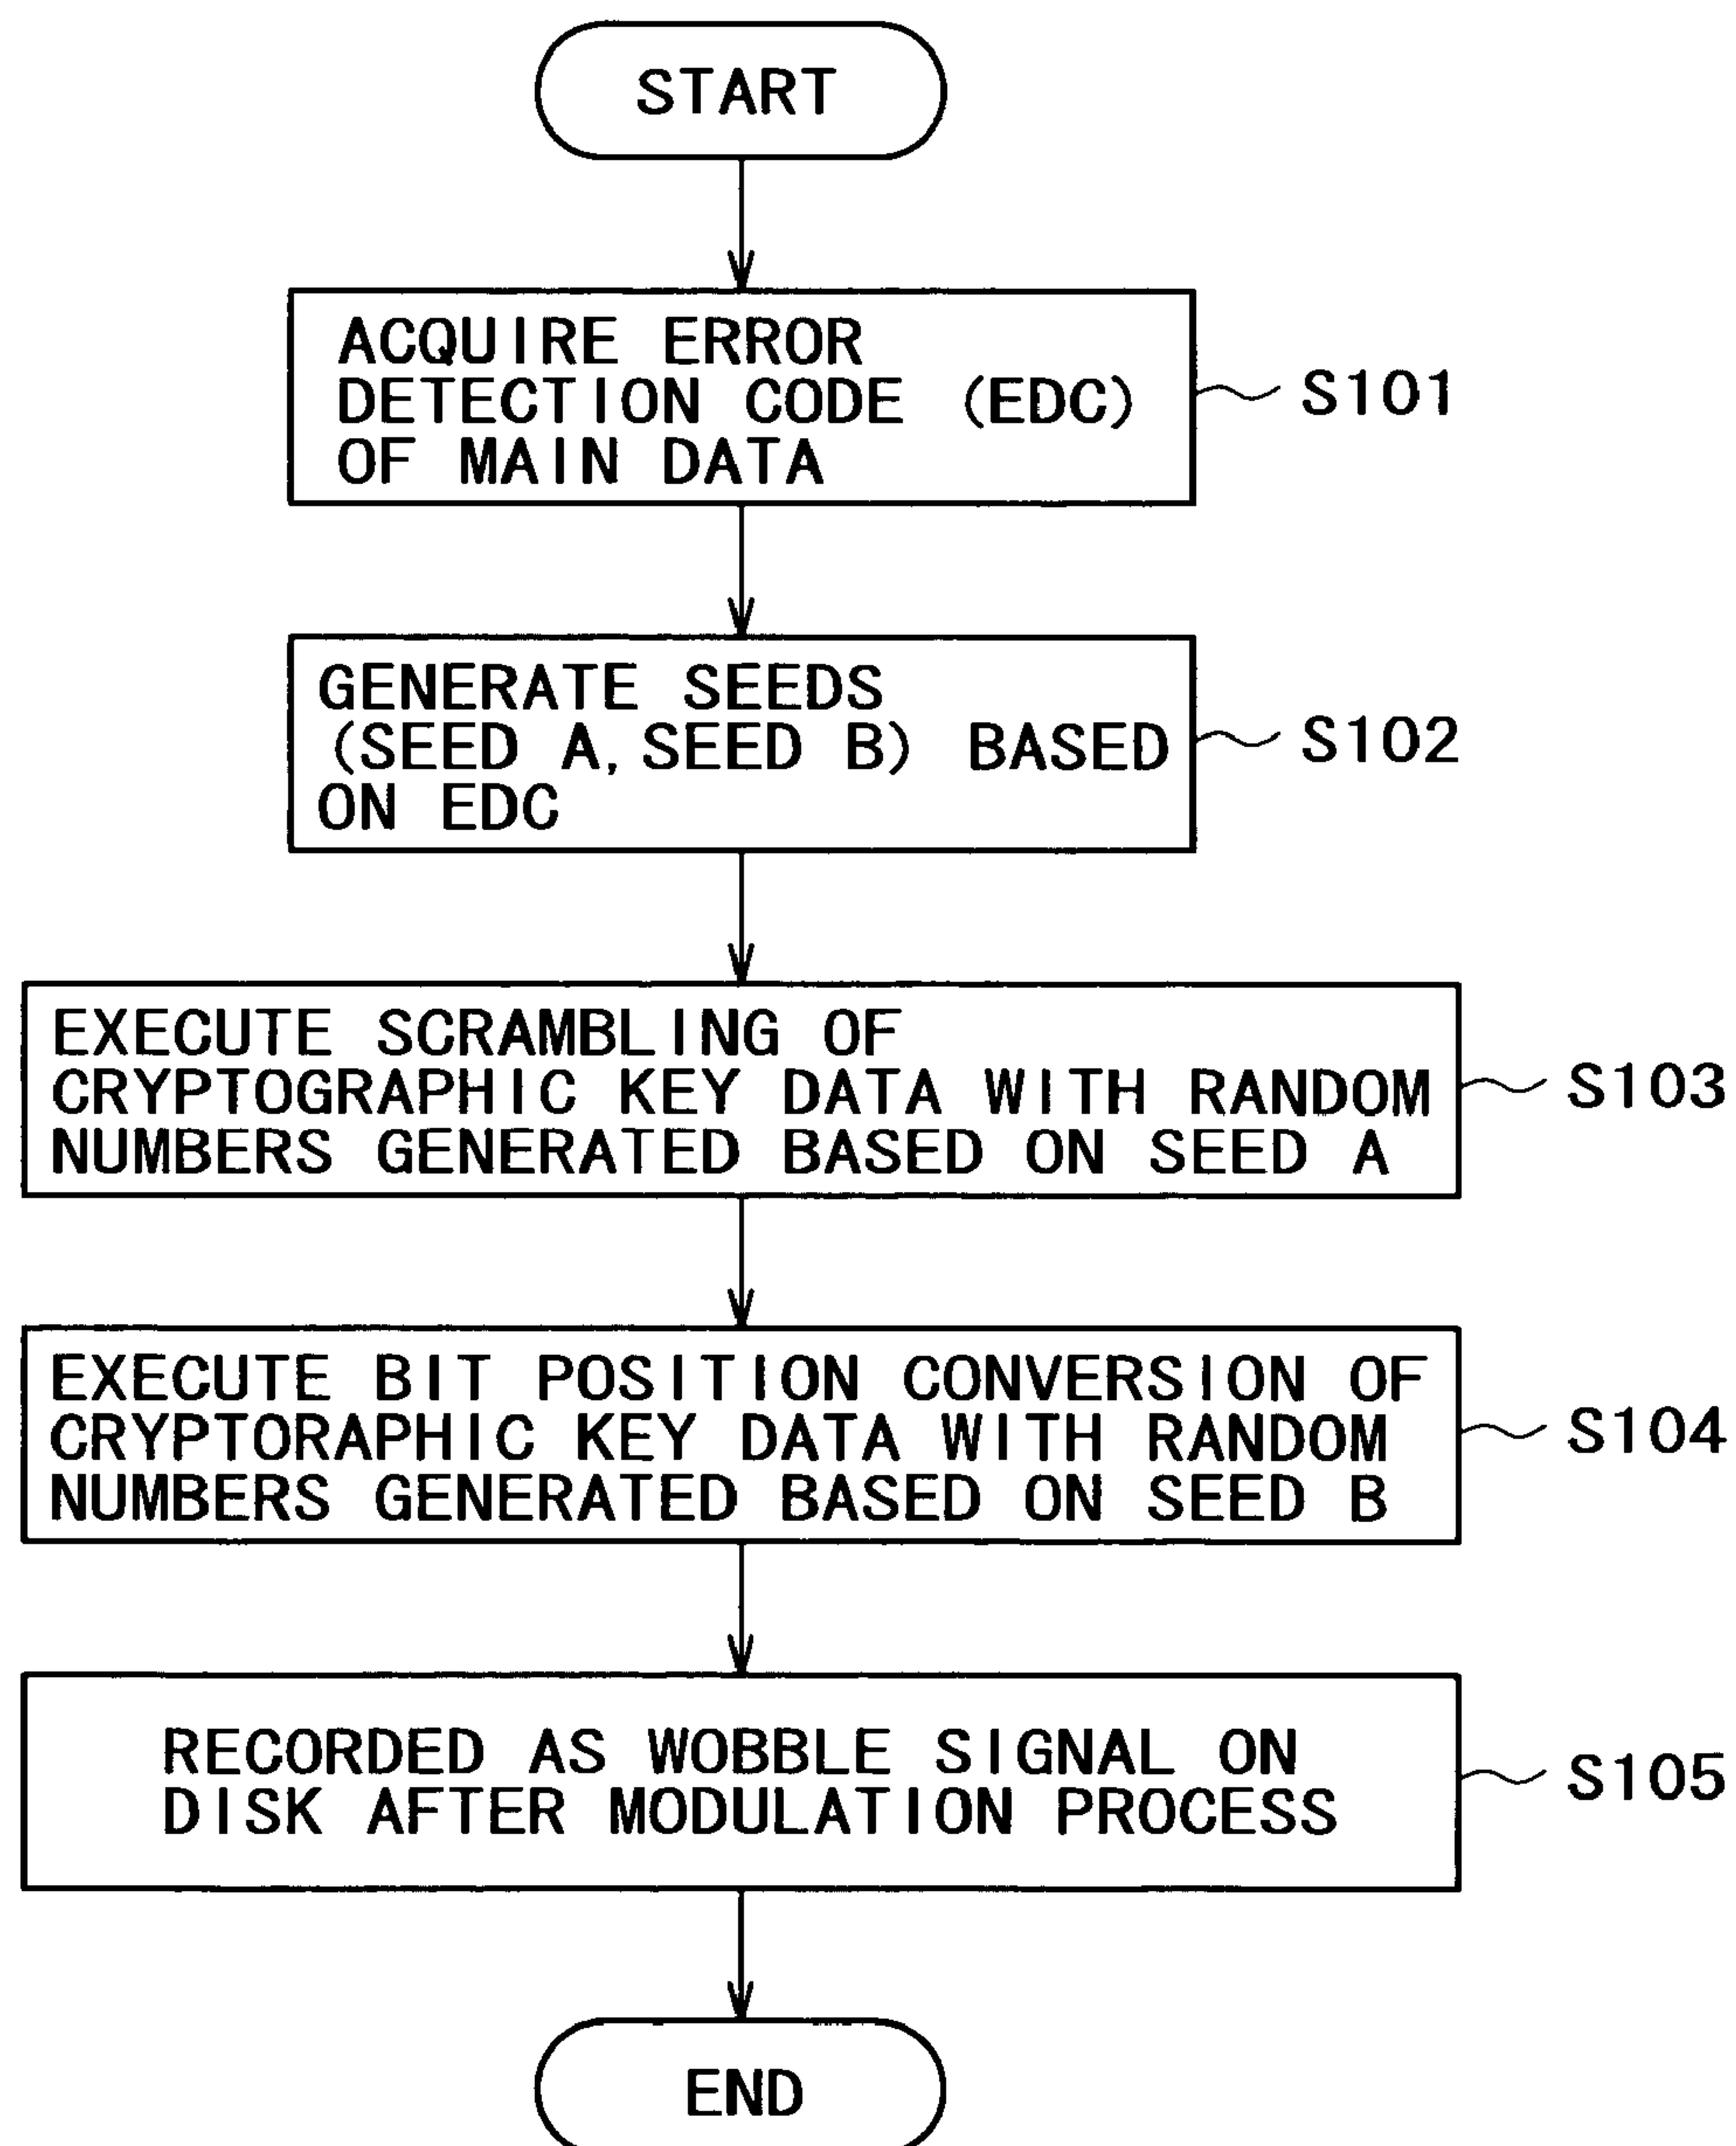 START
ACQUIRE ERROR
DETECTION CODE (EDC)
OF MAIN DATA
S101
GENERATE SEEDS
(SEED A, SEED B) BASED
ON EDC
S102
EXECUTE SCRAMBLING OF
CRYPTOGRAPHIC KEY DATA WITH RANDOM
NUMBERS GENERATED BASED ON SEED A
S103
EXECUTE BIT POSITION CONVERSION OF
CRYPTORAPHIC KEY DATA WITH RANDOM
NUMBERS GENERATED BASED ON SEED B
S104
RECORDED AS WOBBLE SIGNAL ON
DISK AFTER MODULATION PROCESS
S105
END